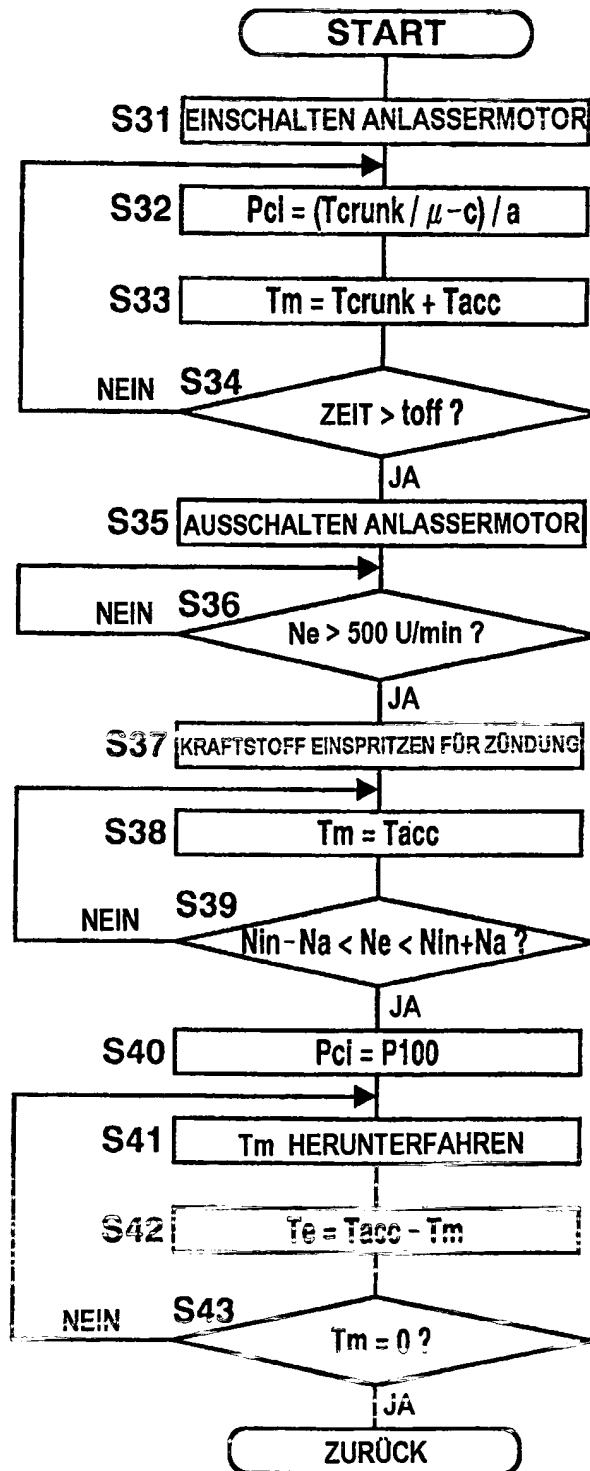 START
S31 EINSCHALTEN ANLASSERMOTOR
S32 Pcl = (Tcrunk / μ-c) / a
S33 Tm = Tcrunk + Tacc
S34 NEIN
ZEIT > toff ?
JA
S35 AUSSCHALTEN ANLASSERMOTOR
NEIN S36
Ne > 500 U/min ?
JA
S37 KRAFTSTOFF EINSPRITZEN FÜR ZÜNDUNG
S38 Tm = Tacc
NEIN S39
Nin-Na < Ne < Nin+Na ?
JA
S40 Pcl = P100
S41 Tm HERUNTERFAHREN
S42 Te = Tacc - Tm
NEIN S43
Tm = 0 ?
JA
ZURÜCK